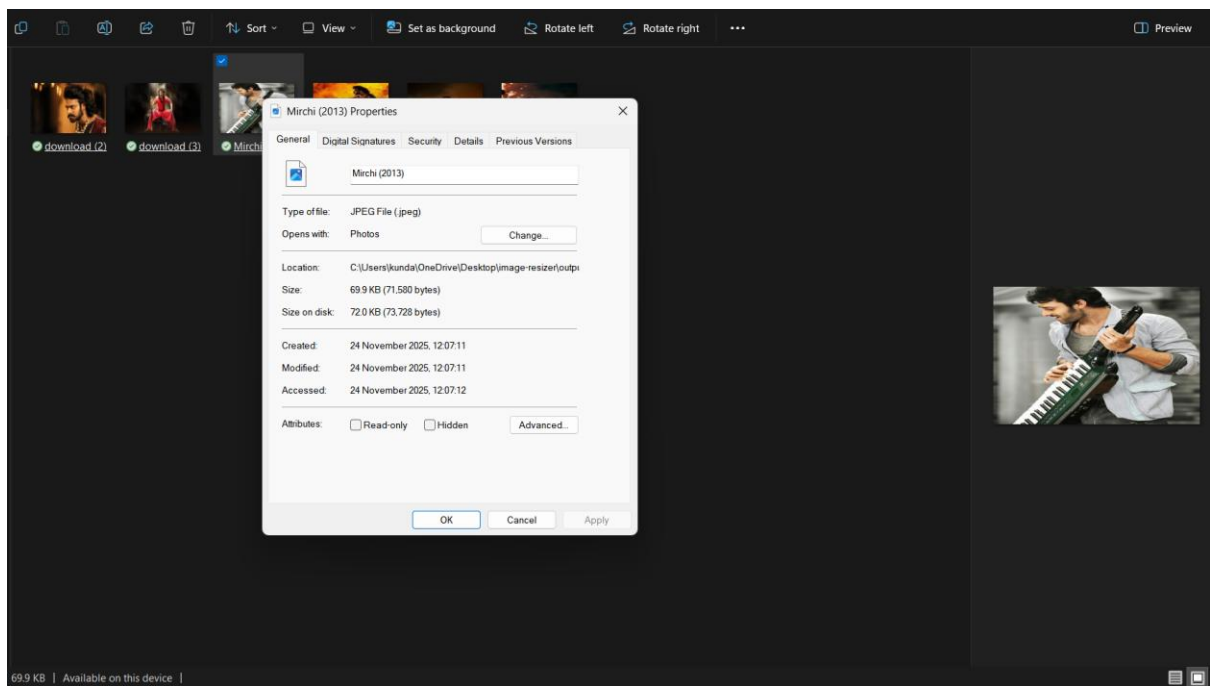 Sort
View
Set as background
Rotate left
Rotate right
Preview
download (2)
download (3)
Mirchi
Mirchi (2013) Properties
General
Digital Signatures
Security
Details
Previous Versions
Mirchi (2013)
Type of file: JPEG File (.jpeg)
Opens with: Photos
Change...
Location: C:\Users\kunda\OneDrive\Desktop\image-resizer\outp
Size: 69.9 KB (71,580 bytes)
Size on disk: 72.0 KB (73,728 bytes)
Created: 24 November 2025, 12:07:11
Modified: 24 November 2025, 12:07:11
Accessed: 24 November 2025, 12:07:12
Attributes: Read-only Hidden
Advanced...
OK
Cancel
Apply
69.9 KB | Available on this device |